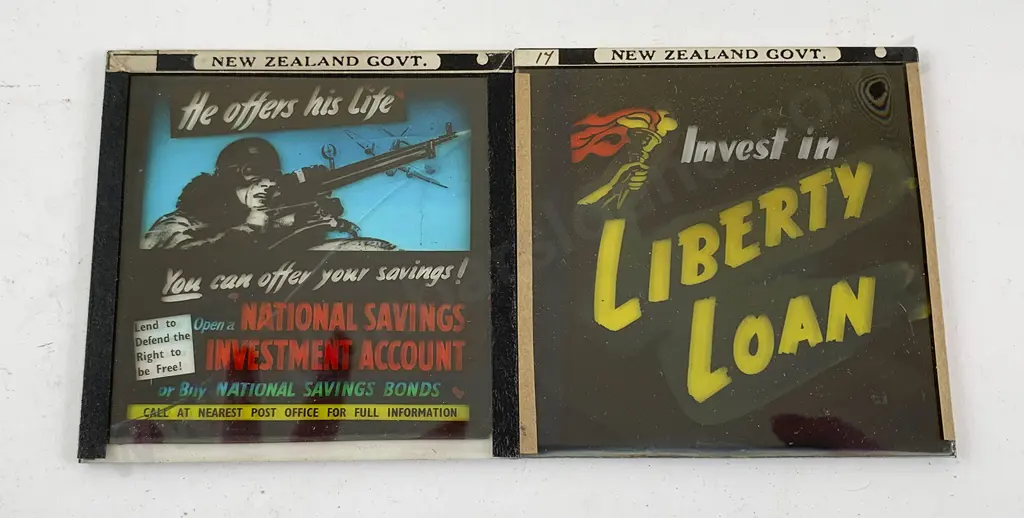 NEW ZEALAND GOVT.
He offers his Life
You can offer your savings!
Lend to
Defend the
Right to
be Free!
Open a NATIONAL SAVINGS
INVESTMENT ACCOUNT
or Buy NATIONAL SAVINGS BONDS
CALL AT NEAREST POST OFFICE FOR FULL INFORMATION
17
NEW ZEALAND GOVT.
Invest in
LIBERTY
LOAN